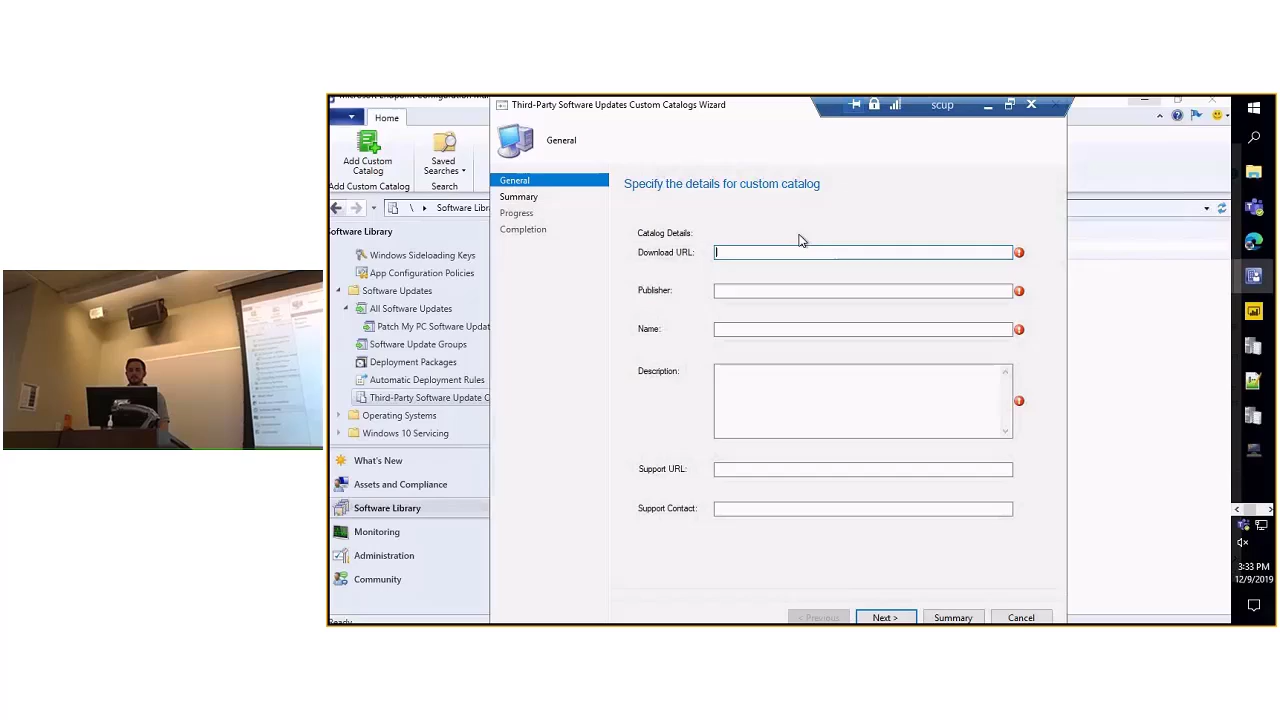 Third-Party Software Updates Custom Catalogs Wizard
scup
Home
Add Custom
Catalog
Saved
Searches
Add Custom Catalog
Search
\
Software Libr
Software Library
Windows Sideloading Keys
App Configuration Policies
Software Updates
All Software Updates
Patch My PC Software Updat
Software Update Groups
Deployment Packages
Automatic Deployment Rules
Third-Party Software Update C
Operating Systems
Windows 10 Servicing
What's New
Assets and Compliance
Software Library
Monitoring
Administration
Community
General
General
Summary
Progress
Completion
Specify the details for custom catalog
Catalog Details:
Download URL:
Publisher:
Name:
Description:
Support URL:
Support Contact:
< Previous
Next >
Summary
Cancel
3:33 PM
12/9/2019